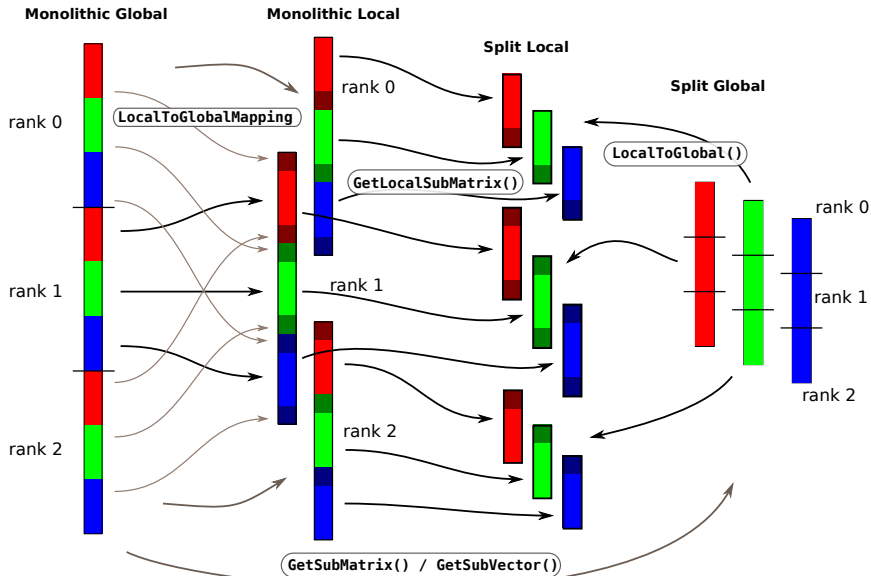 Monolithic Global
Monolithic Local
Split Local
Split Global
rank 0
LocalToGlobalMapping
rank 0
LocalToGlobal()
GetLocalSubMatrix()
rank 0
rank 1
rank 1
rank 1
rank 2
rank 2
rank 2
GetSubMatrix() / GetSubVector()